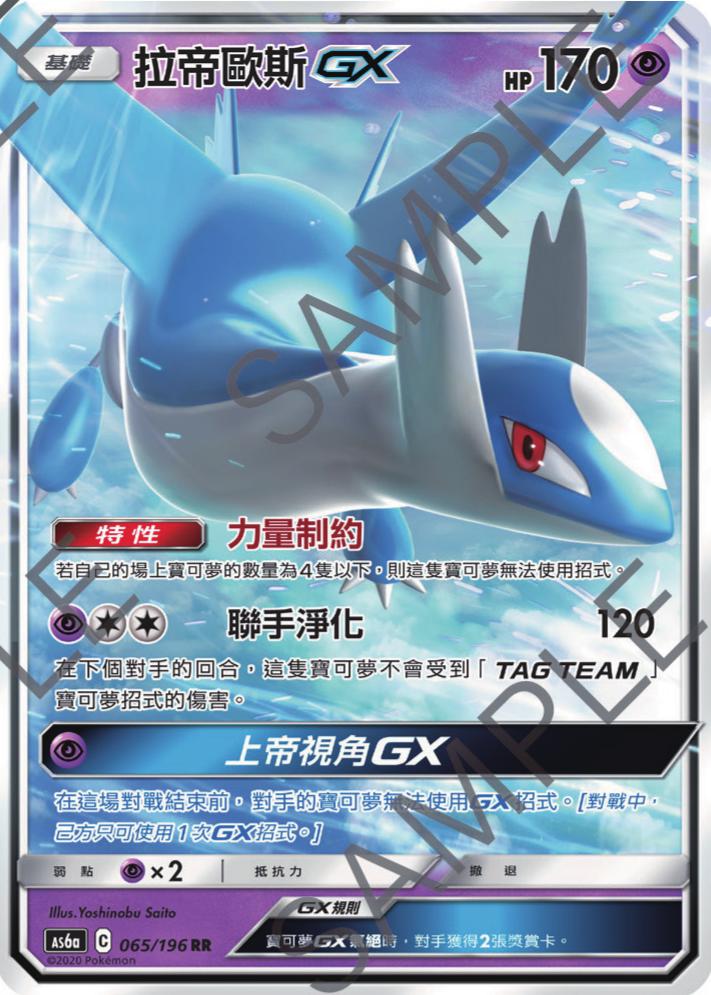 基礎 拉帝歐斯GX HP 170
特性 力量制約
若自己的場上寶可夢的數量為4隻以下，則這隻寶可夢無法使用招式。
聯手淨化 120
在下個對手的回合，這隻寶可夢不會受到「TAG TEAM」
寶可夢招式的傷害。
上帝視角GX
在這場對戰結束前，對手的寶可夢無法使用GX招式。[對戰中，
己方只可使用1次GX招式。]
弱點 ×2 抵抗力 撤退
Illus.Yoshinobu Saito
GX規則
AS6a C 065/196 RR
寶可夢GX氣絕時，對手獲得2張獎賞卡。
©2020 Pokémon
SAMPLE
SAMPLE
SAMPLE